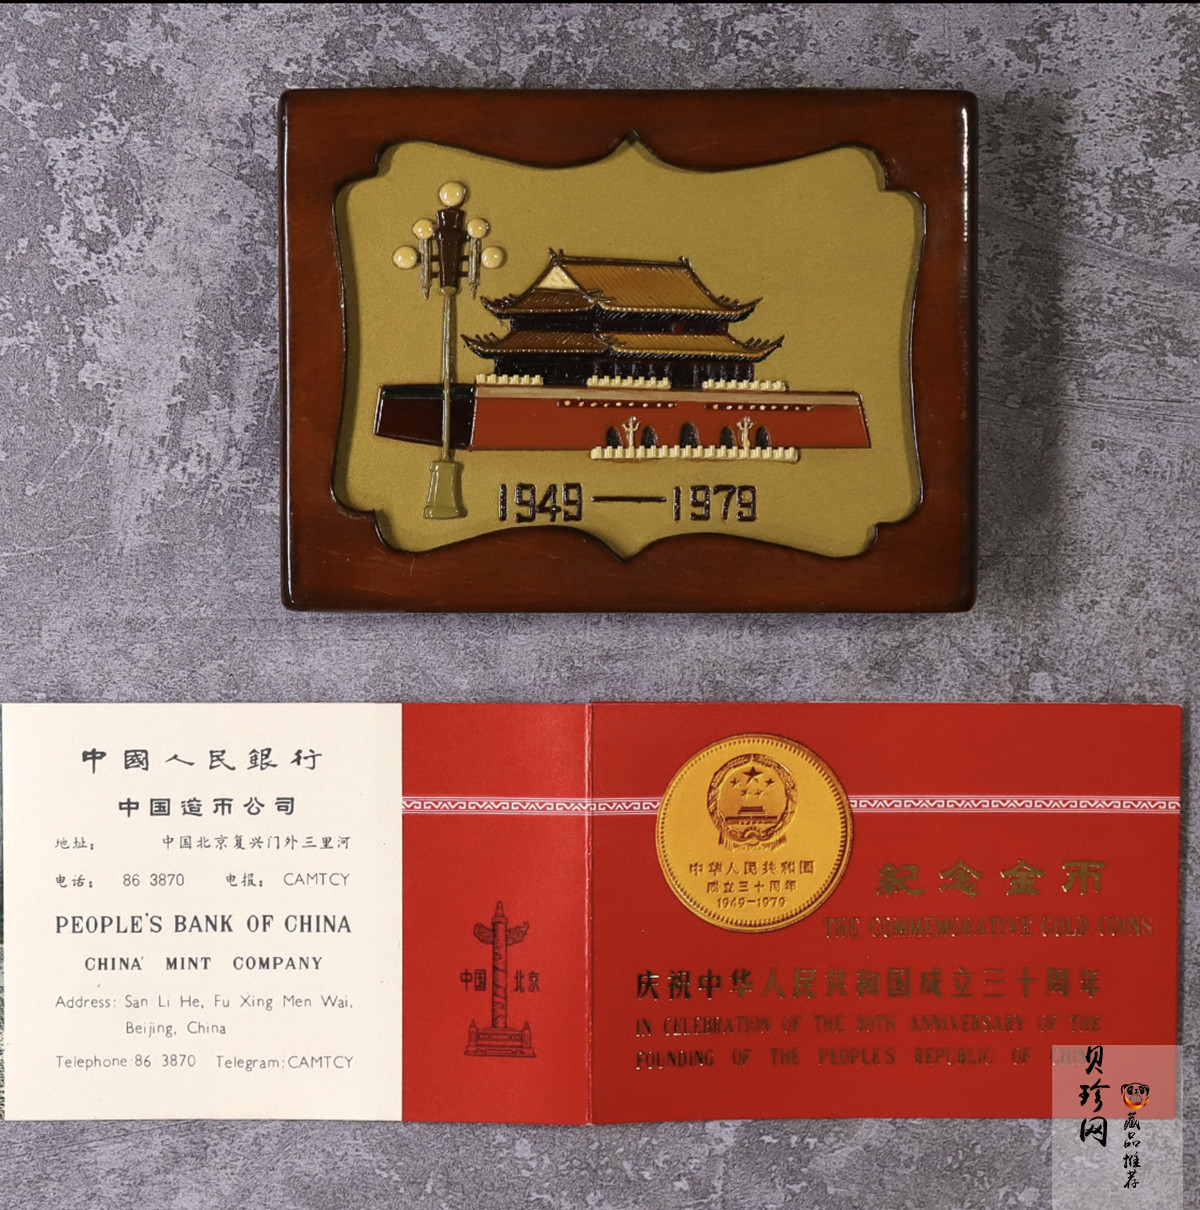 1949—1979
中國人民銀行
中国造币公司
地址： 中国北京复兴门外三里河
电话： 86 3870 电报： CAMTCY
PEOPLE'S BANK OF CHINA
CHINA' MINT COMPANY
Address: San Li He, Fu Xing Men Wai,
Beijing, China
Telephone:86 3870 Telegram:CAMTCY
中国 北京
中华人民共和国
成立三十周年
1949-1979
紀念金币
THE COMMEMORATIVE GOLD COINS
庆祝中华人民共和国成立三十周年
IN CELEBRATION OF THE 30TH ANNIVERSARY OF THE
FOUNDING OF THE PEOPLE'S REPUBLIC OF CHINA
贝珍网
藏品推荐